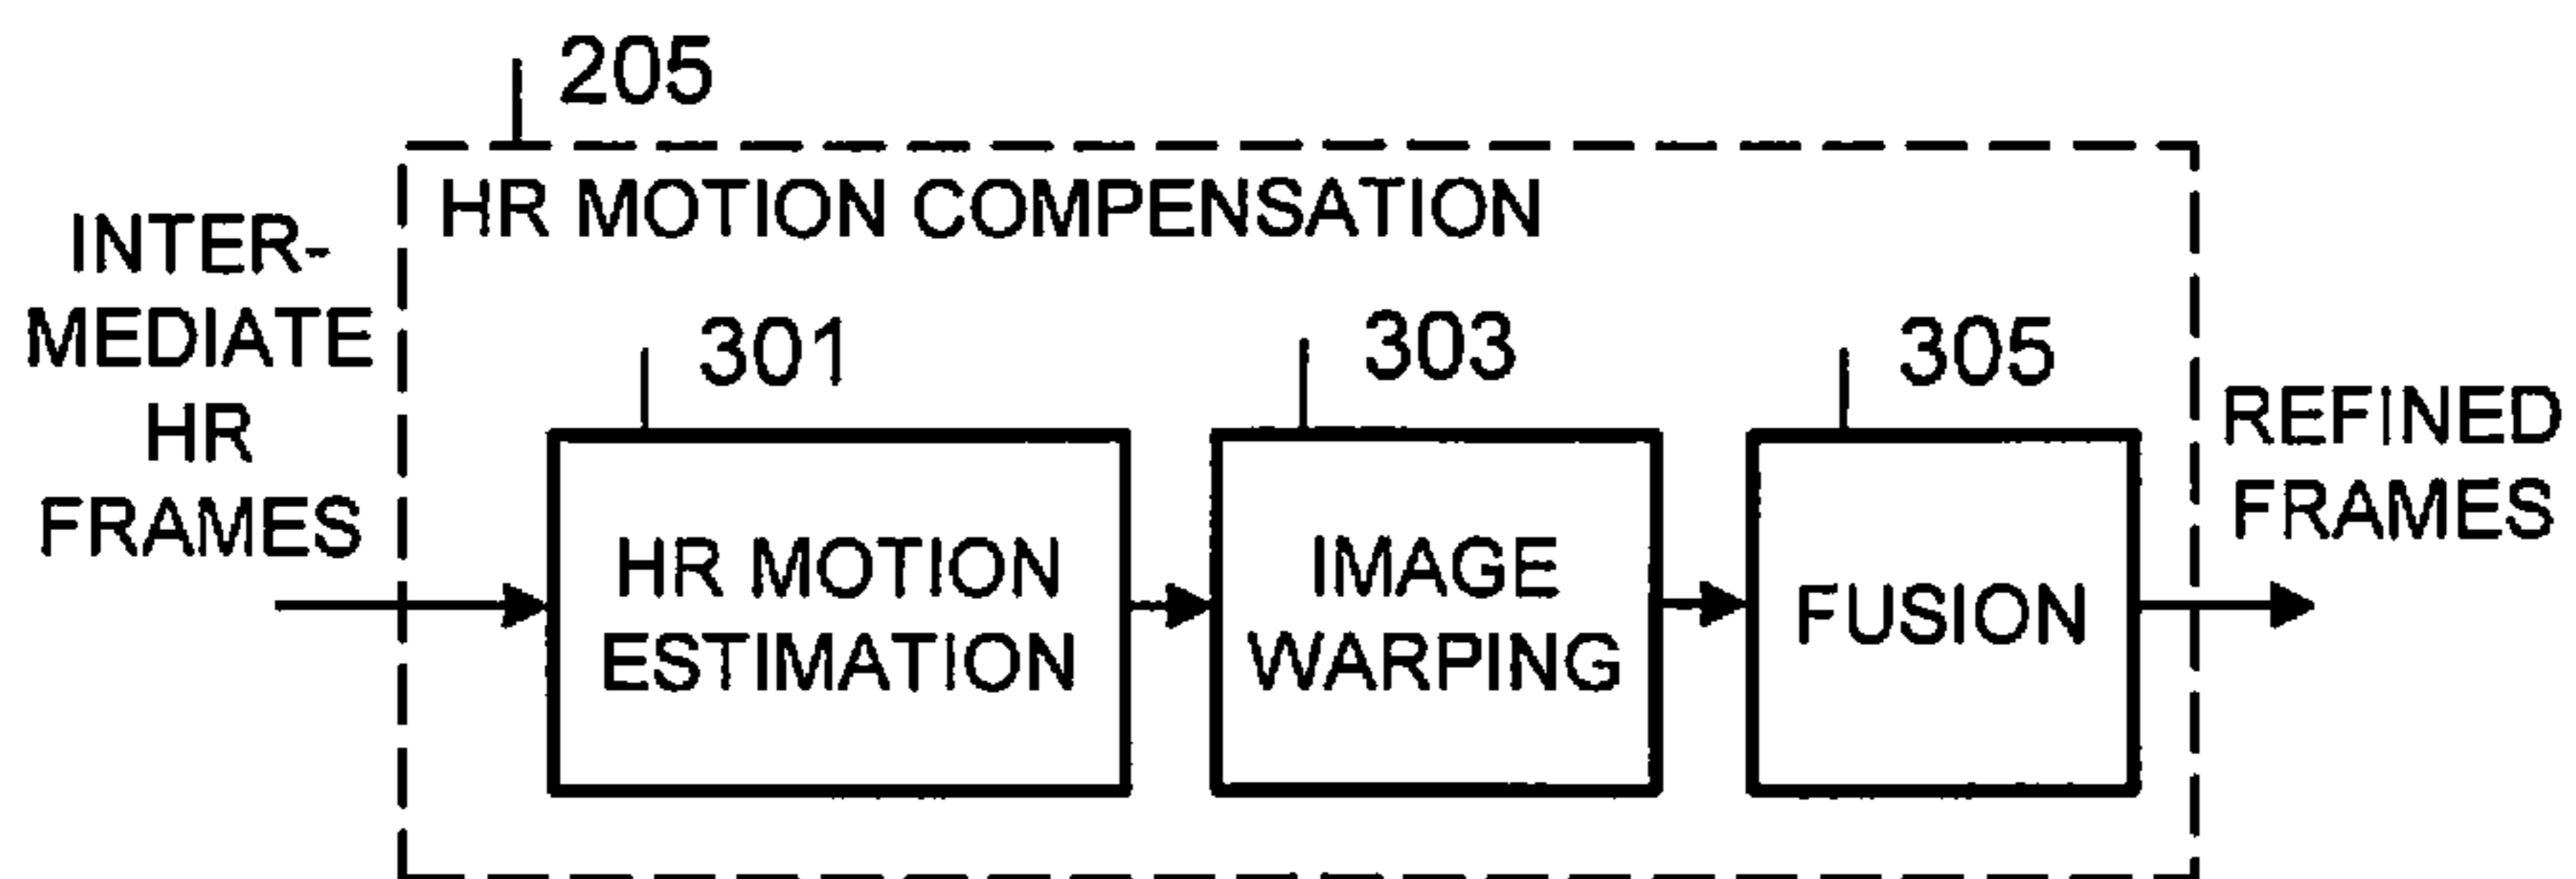 205
HR MOTION COMPENSATION
INTER-
MEDIATE
HR
FRAMES
301
HR MOTION
ESTIMATION
303
IMAGE
WARPING
305
FUSION
REFINED
FRAMES